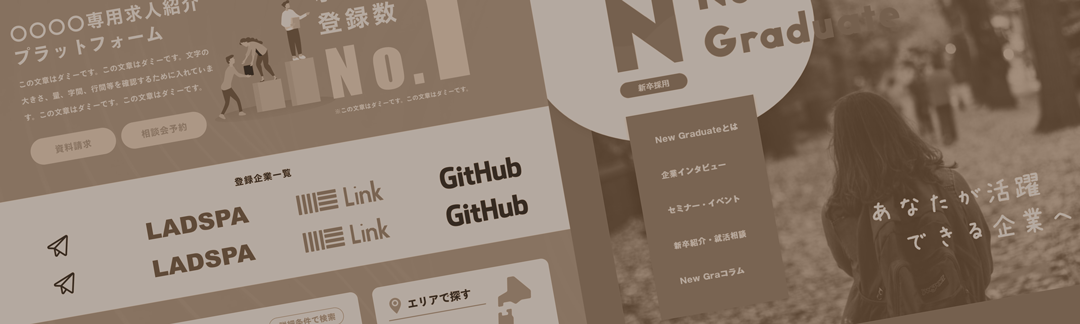 〇〇〇〇専用求人紹介
プラットフォーム
この文章はダミーです。この文章はダミーです。文字の
大きさ、量、字間、行間等を確認するために入れていま
す。この文章はダミーです。この文章はダミーです。
資料請求
相談会予約
登録数
No.1
※この文章はダミーです。この文章はダミーです。
登録企業一覧
LADSPA
Link
GitHub
LADSPA
Link
GitHub
条件で検索
エリアで探す
N
Graduate
新卒採用
New Graduateとは
企業インタビュー
セミナー・イベント
新卒紹介・就活相談
New Graコラム
あなたが活躍
できる企業へ